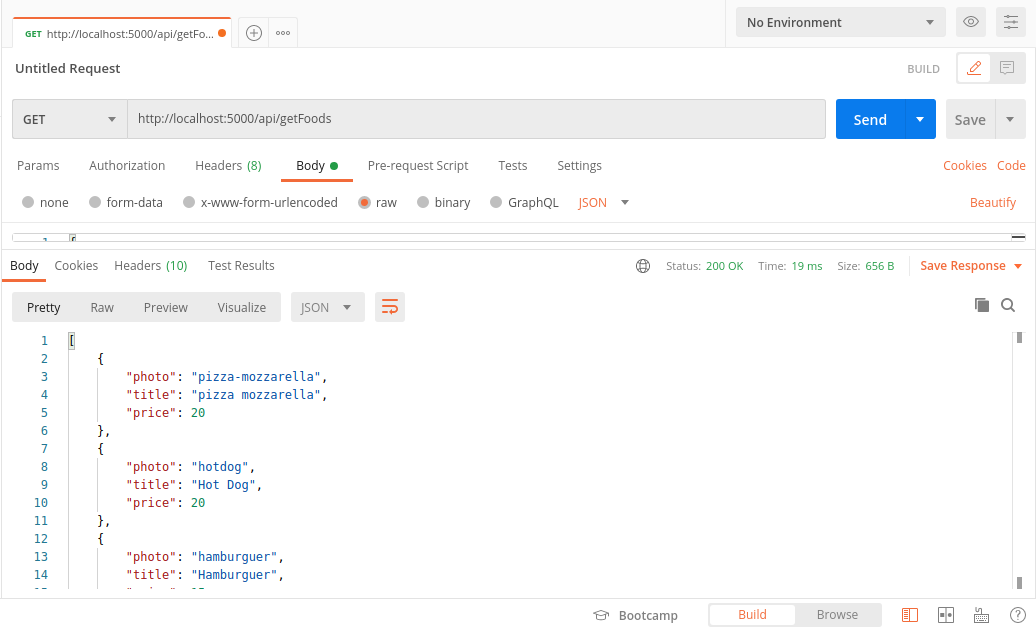 GET http://localhost:5000/api/getFo...
No Environment
Untitled Request
BUILD
GET http://localhost:5000/api/getFoods
Send
Save
Params Authorization Headers (8) Body Pre-request Script Tests Settings Cookies Code
none form-data x-www-form-urlencoded raw binary GraphQL JSON Beautify
1 [
Body Cookies Headers (10) Test Results Status: 200 OK Time: 19 ms Size: 656 B Save Response
Pretty Raw Preview Visualize JSON
1 [
2 {
3 "photo": "pizza-mozzarella",
4 "title": "pizza mozzarella",
5 "price": 20
6 },
7 {
8 "photo": "hotdog",
9 "title": "Hot Dog",
10 "price": 20
11 },
12 {
13 "photo": "hamburguer",
14 "title": "Hamburguer",
Bootcamp Build Browse